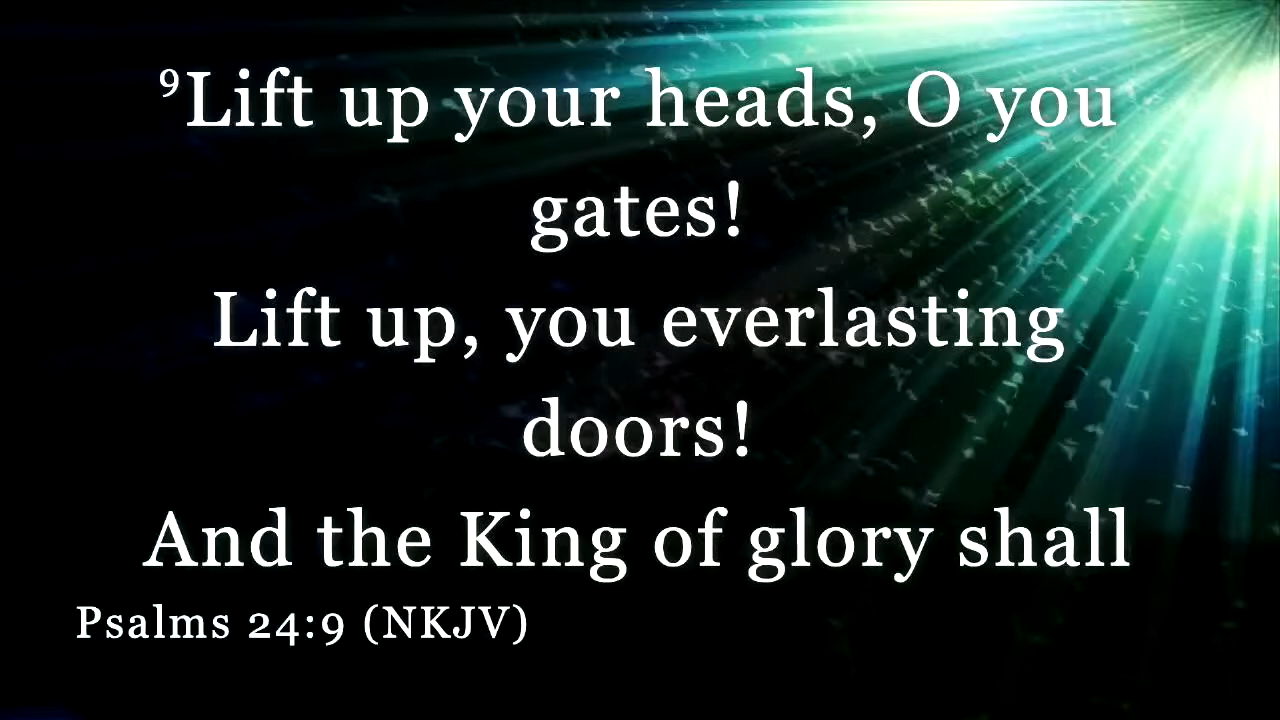 ⁹Lift up your heads, O you
gates!
Lift up, you everlasting
doors!
And the King of glory shall
Psalms 24:9 (NKJV)